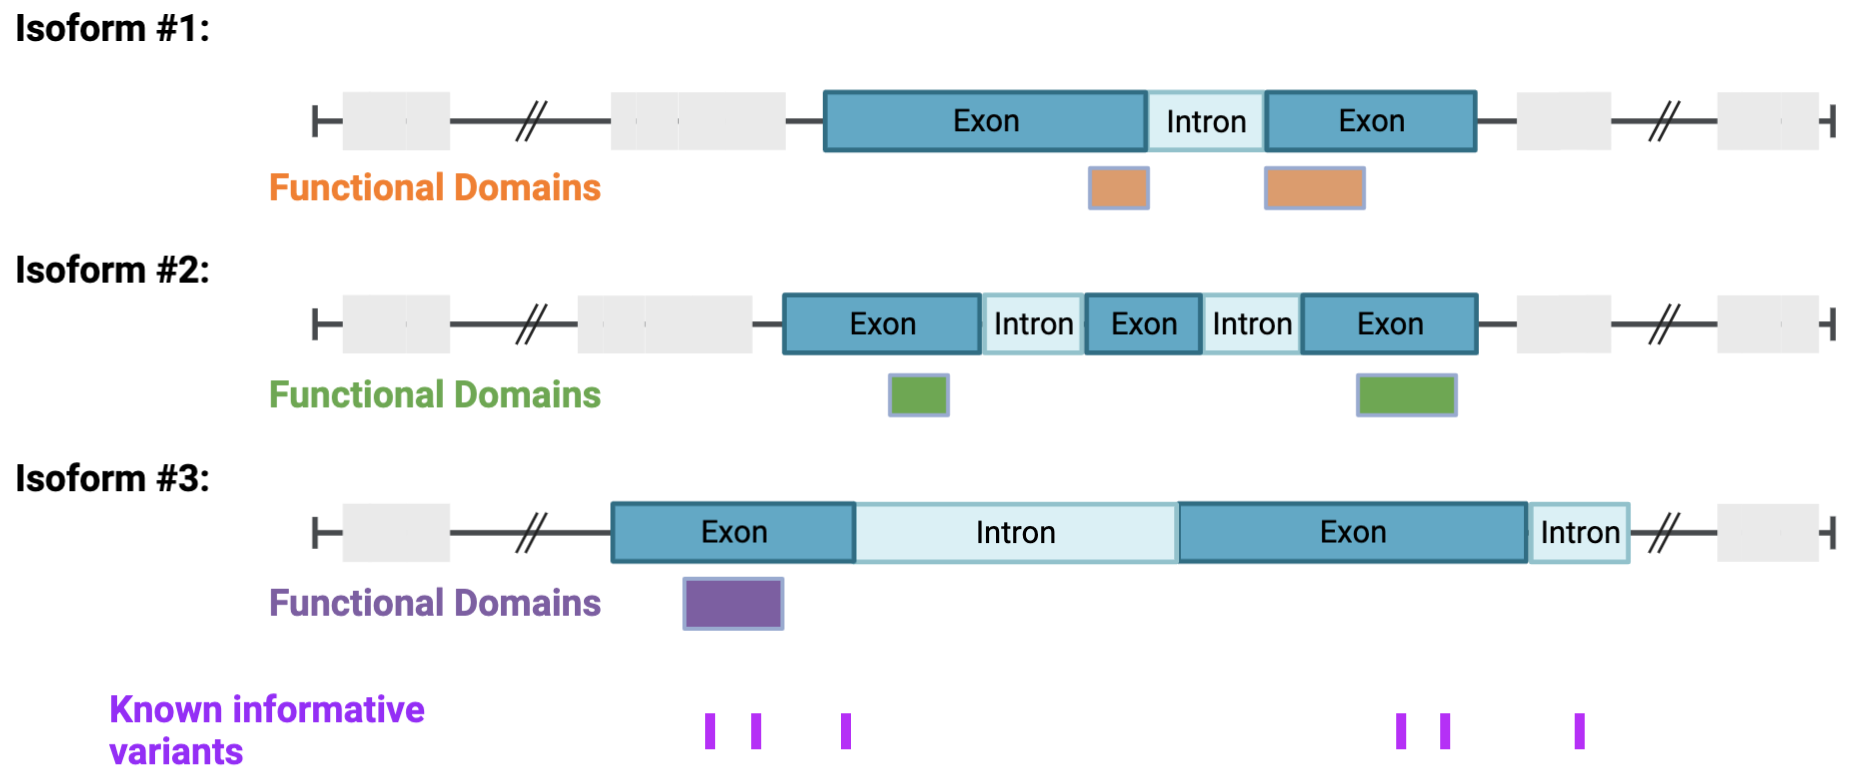 Isoform #1:
Exon Intron Exon
Functional Domains
Isoform #2:
Exon Intron Exon Intron Exon
Functional Domains
Isoform #3:
Exon Intron Exon Intron
Functional Domains
Known informative
variants